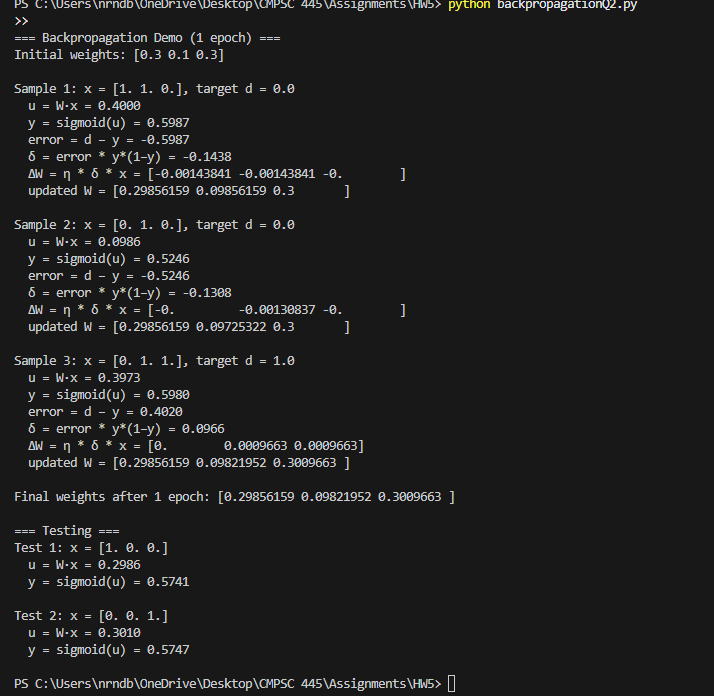 PS C:\Users\nrndb\OneDrive\Desktop\CMPSC 445\Assignments\HW5> python backpropagationQ2.py
>>
=== Backpropagation Demo (1 epoch) ===
Initial weights: [0.3 0.1 0.3]
Sample 1: x = [1. 1. 0.], target d = 0.0
  u = W·x = 0.4000
  y = sigmoid(u) = 0.5987
  error = d − y = -0.5987
  δ = error * y*(1−y) = -0.1438
  ΔW = η * δ * x = [-0.00143841 -0.00143841 -0.        ]
  updated W = [0.29856159 0.09856159 0.3       ]
Sample 2: x = [0. 1. 0.], target d = 0.0
  u = W·x = 0.0986
  y = sigmoid(u) = 0.5246
  error = d − y = -0.5246
  δ = error * y*(1−y) = -0.1308
  ΔW = η * δ * x = [-0.         -0.00130837 -0.        ]
  updated W = [0.29856159 0.09725322 0.3       ]
Sample 3: x = [0. 1. 1.], target d = 1.0
  u = W·x = 0.3973
  y = sigmoid(u) = 0.5980
  error = d − y = 0.4020
  δ = error * y*(1−y) = 0.0966
  ΔW = η * δ * x = [0.        0.0009663 0.0009663]
  updated W = [0.29856159 0.09821952 0.3009663 ]
Final weights after 1 epoch: [0.29856159 0.09821952 0.3009663 ]
=== Testing ===
Test 1: x = [1. 0. 0.]
  u = W·x = 0.2986
  y = sigmoid(u) = 0.5741
Test 2: x = [0. 0. 1.]
  u = W·x = 0.3010
  y = sigmoid(u) = 0.5747
PS C:\Users\nrndb\OneDrive\Desktop\CMPSC 445\Assignments\HW5>